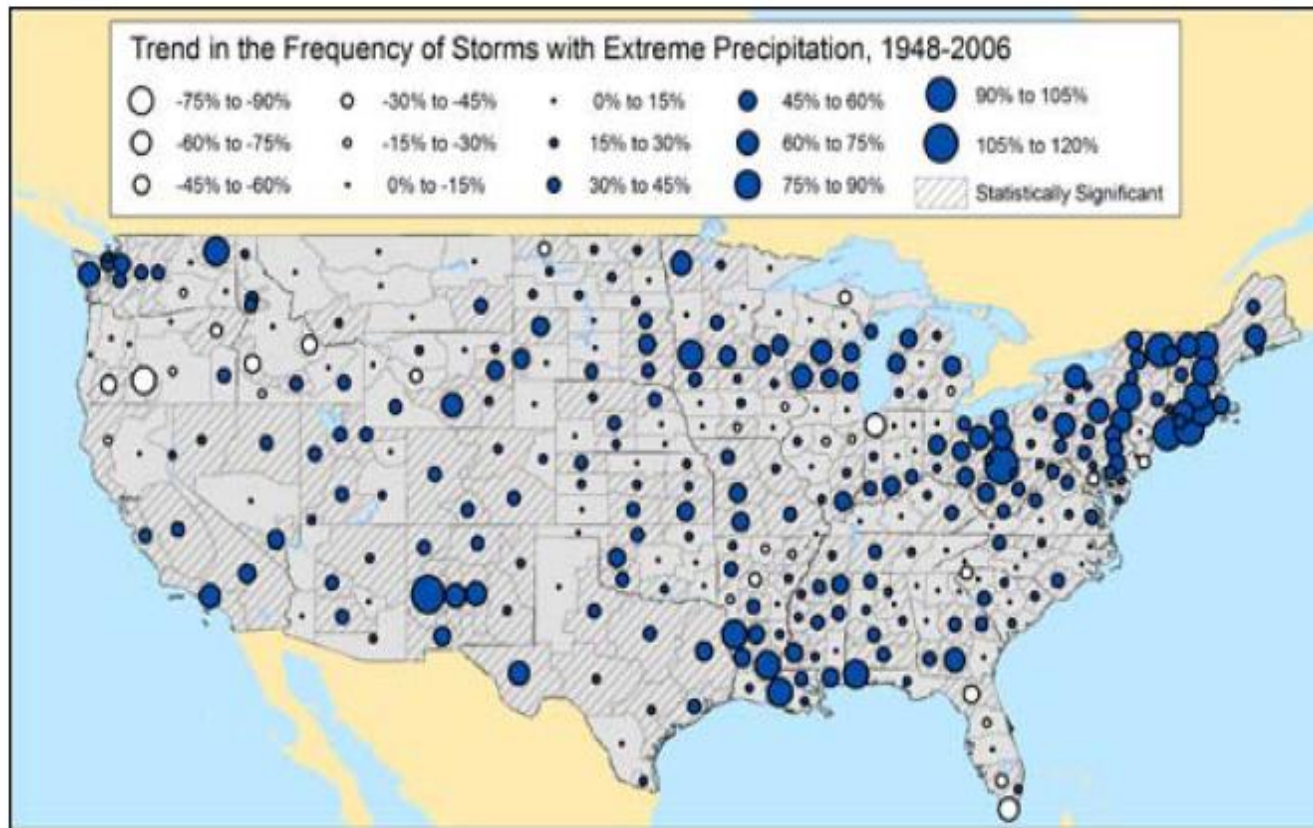 Trend in the Frequency of Storms with Extreme Precipitation, 1948-2006
-75% to -90%
-60% to -75%
-45% to -60%
-30% to -45%
-15% to -30%
0% to -15%
0% to 15%
15% to 30%
30% to 45%
45% to 60%
60% to 75%
75% to 90%
90% to 105%
105% to 120%
Statistically Significant